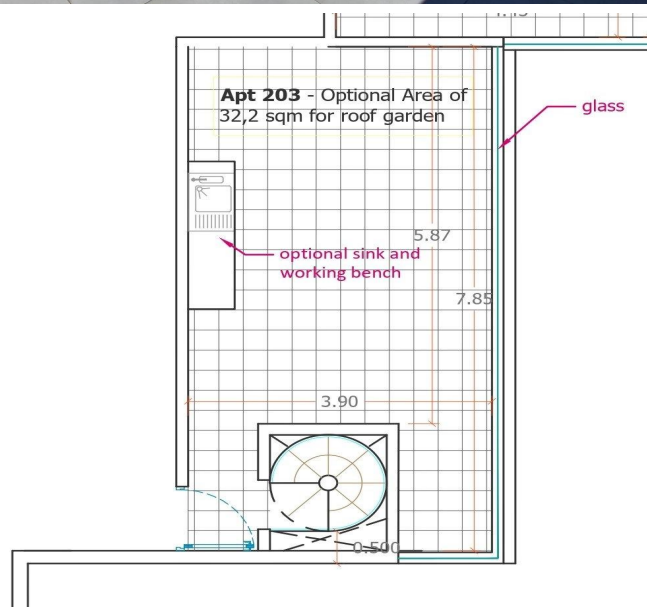 Apt 203 - Optional Area of
32,2 sqm for roof garden
glass
5.87
optional sink and
working bench
7.85
3.90
0.500